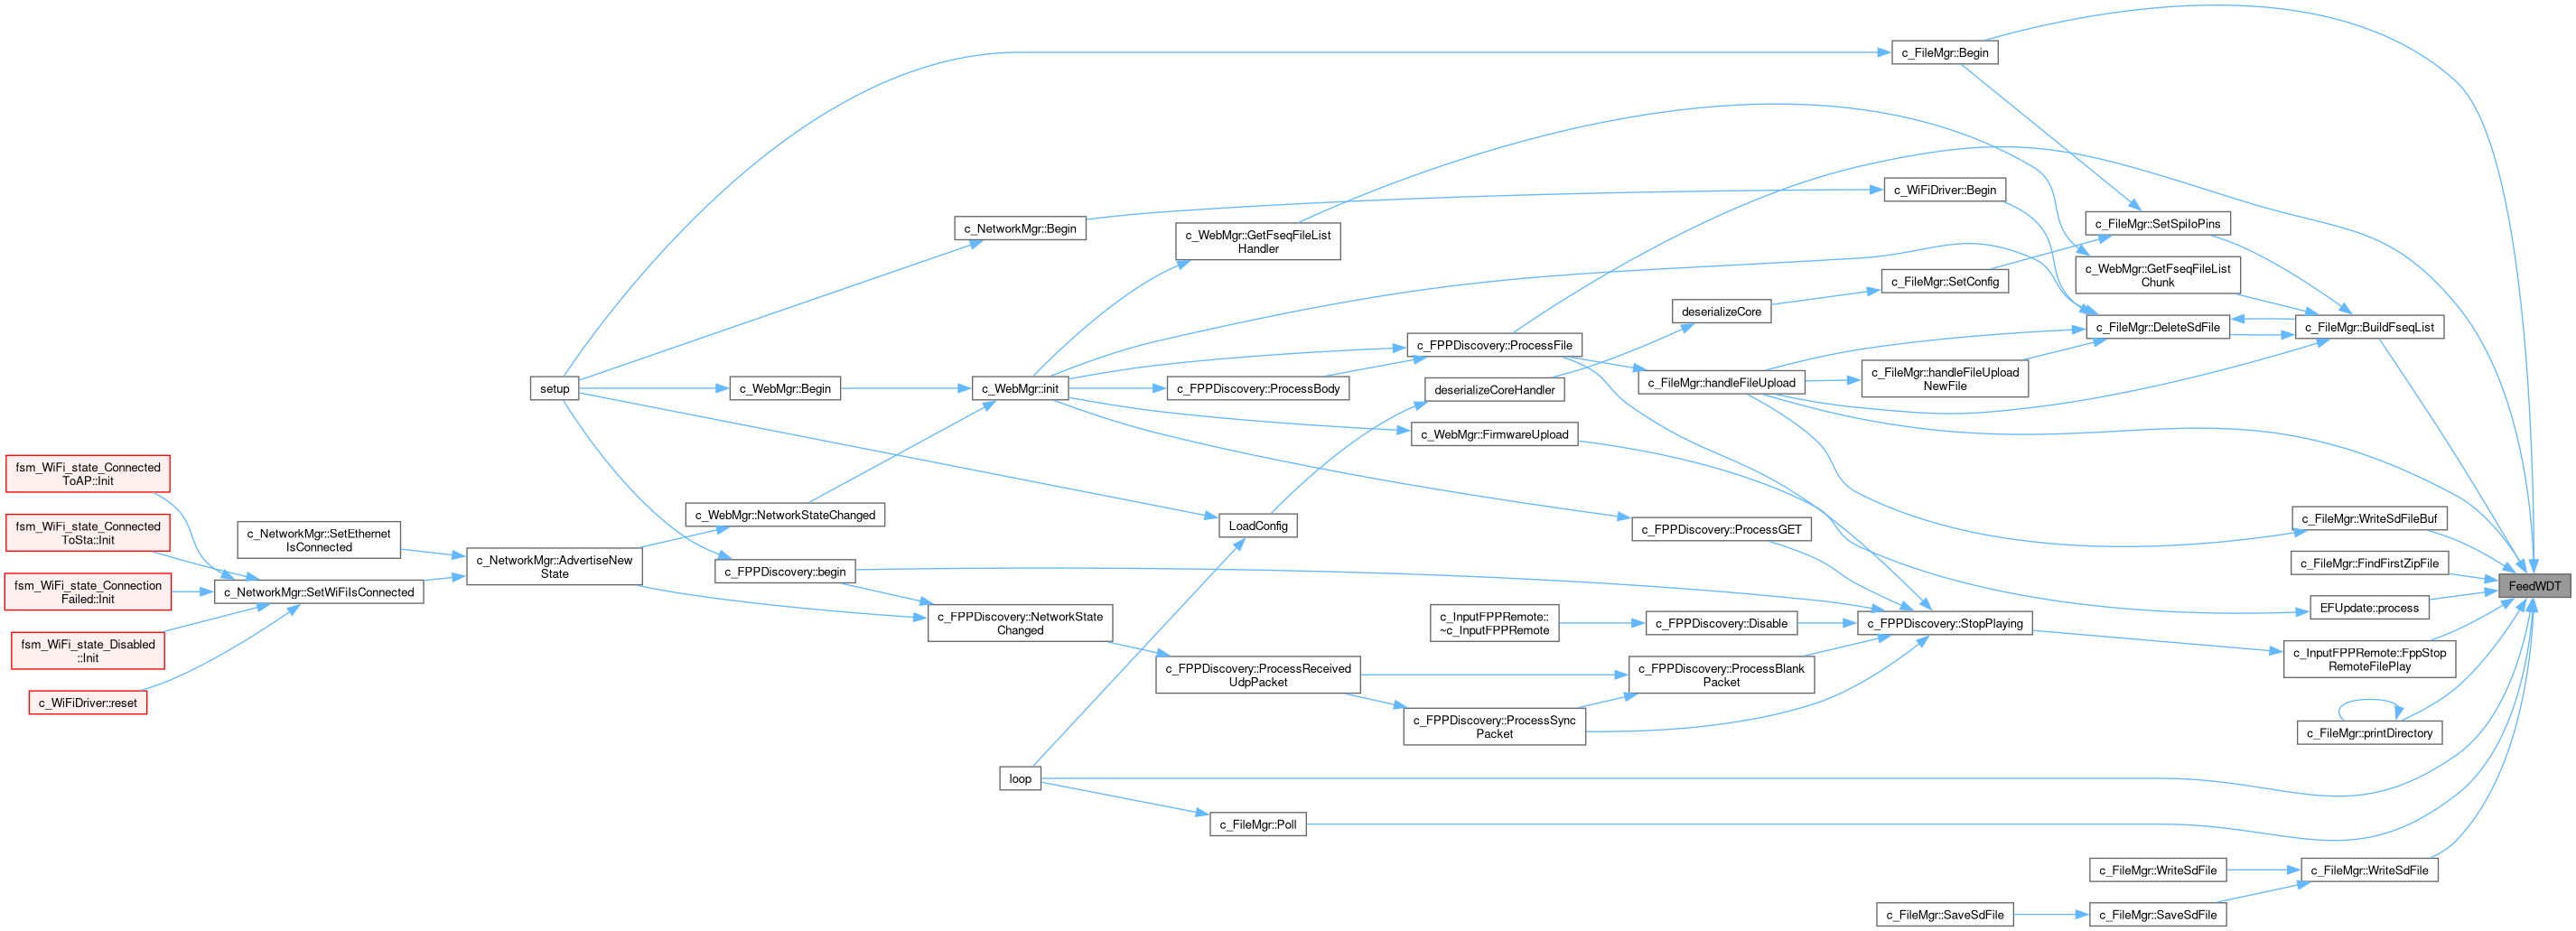 c_FileMgr::Begin
c_WiFiDriver::Begin
c_FileMgr::SetSpiIoPins
c_NetworkMgr::Begin
c_WebMgr::GetFseqFileList
Handler
c_WebMgr::GetFseqFileList
Chunk
c_FileMgr::SetConfig
deserializeCore
c_FileMgr::DeleteSdFile
c_FileMgr::BuildFseqList
c_FPPDiscovery::ProcessFile
c_FileMgr::handleFileUpload
c_FileMgr::handleFileUpload
NewFile
setup
c_WebMgr::Begin
c_WebMgr::init
c_FPPDiscovery::ProcessBody
deserializeCoreHandler
c_WebMgr::FirmwareUpload
fsm_WiFi_state_Connected
ToAP::Init
c_WebMgr::NetworkStateChanged
LoadConfig
c_FPPDiscovery::ProcessGET
c_FileMgr::WriteSdFileBuf
fsm_WiFi_state_Connected
ToSta::Init
c_NetworkMgr::SetEthernet
IsConnected
c_NetworkMgr::AdvertiseNew
State
c_FPPDiscovery::begin
c_FileMgr::FindFirstZipFile
FeedWDT
fsm_WiFi_state_Connection
Failed::Init
c_NetworkMgr::SetWiFiIsConnected
EFUpdate::process
c_FPPDiscovery::NetworkState
Changed
c_InputFPPRemote::
~c_InputFPPRemote
c_FPPDiscovery::Disable
c_FPPDiscovery::StopPlaying
fsm_WiFi_state_Disabled
::Init
c_FPPDiscovery::ProcessReceived
UdpPacket
c_FPPDiscovery::ProcessBlank
Packet
c_InputFPPRemote::FppStop
RemoteFilePlay
c_WiFiDriver::reset
c_FPPDiscovery::ProcessSync
Packet
c_FileMgr::printDirectory
loop
c_FileMgr::Poll
c_FileMgr::WriteSdFile
c_FileMgr::WriteSdFile
c_FileMgr::SaveSdFile
c_FileMgr::SaveSdFile